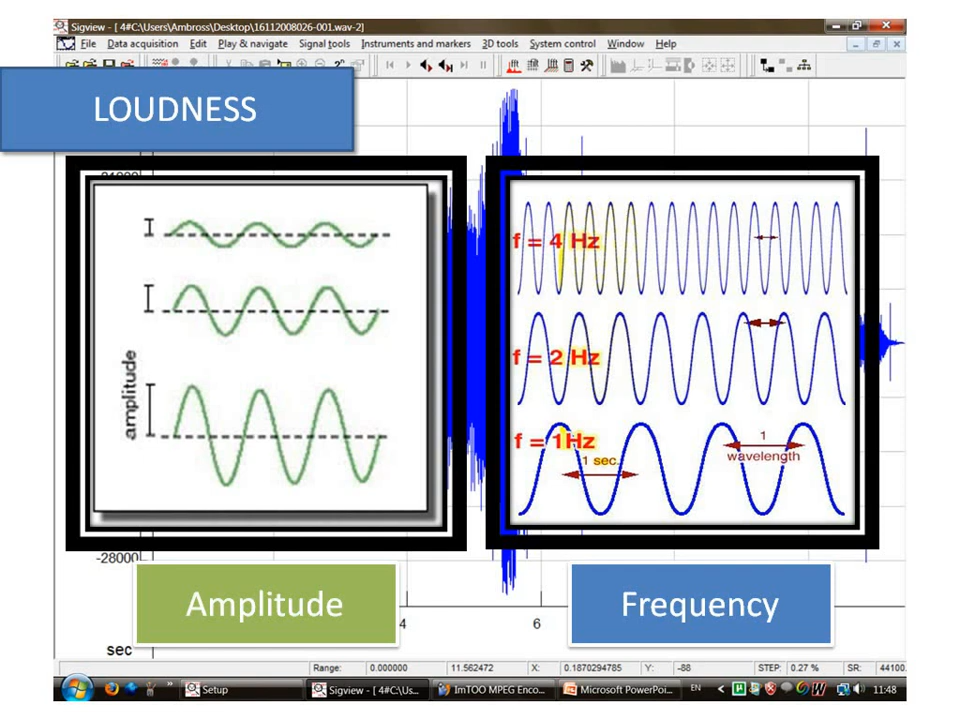 Sigview - [ 4#C:\Users\Ambross\Desktop\16112008026-001.wav-2]
File Data acquisition Edit Play & navigate Signal tools Instruments and markers 3D tools System control Window Help
LOUDNESS
f = 4 Hz
f = 2 Hz
f = 1Hz
1 sec
1
wavelength
amplitude
-28000
Amplitude
Frequency
4
6
sec
Range: 0.000000 11.562472 X: 0.1870294785 Y: -88 STEP: 0.27 % SR: 44100.
Setup
Sigview - [ 4#C:\Us...
ImTOO MPEG Enco...
Microsoft PowerPoi...
EN
11:48